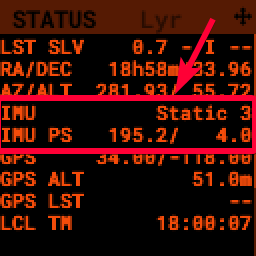 STATUS Lyr
LST SLV 0.7 - I --
RA/DEC 18h58m 33.96
AZ/ALT 281.93/ 55.72
IMU Static 3
IMU PS 195.2/ 4.0
GPS 34.00/-118.00
GPS ALT 51.0m
GPS LST --
LCL TM 18:00:07